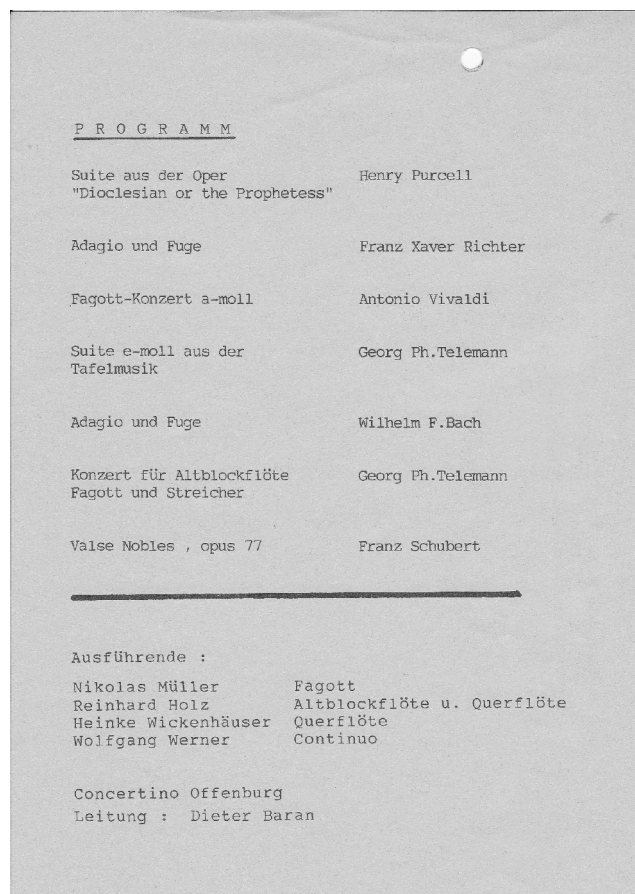 PROGRAMM
Suite aus der Oper Henry Purcell
"Dioclesian or the Prophetess"
Adagio und Fuge Franz Xaver Richter
Fagott-Konzert a-moll Antonio Vivaldi
Suite e-moll aus der Georg Ph.Telemann
Tafelmusik
Adagio und Fuge Wilhelm F.Bach
Konzert für Altblockflöte Georg Ph.Telemann
Fagott und Streicher
Valse Nobles , opus 77 Franz Schubert
Ausführende :
Nikolas Müller Fagott
Reinhard Holz Altblockflöte u. Querflöte
Heinke Wickenhäuser Querflöte
Wolfgang Werner Continuo
Concertino Offenburg
Leitung : Dieter Baran